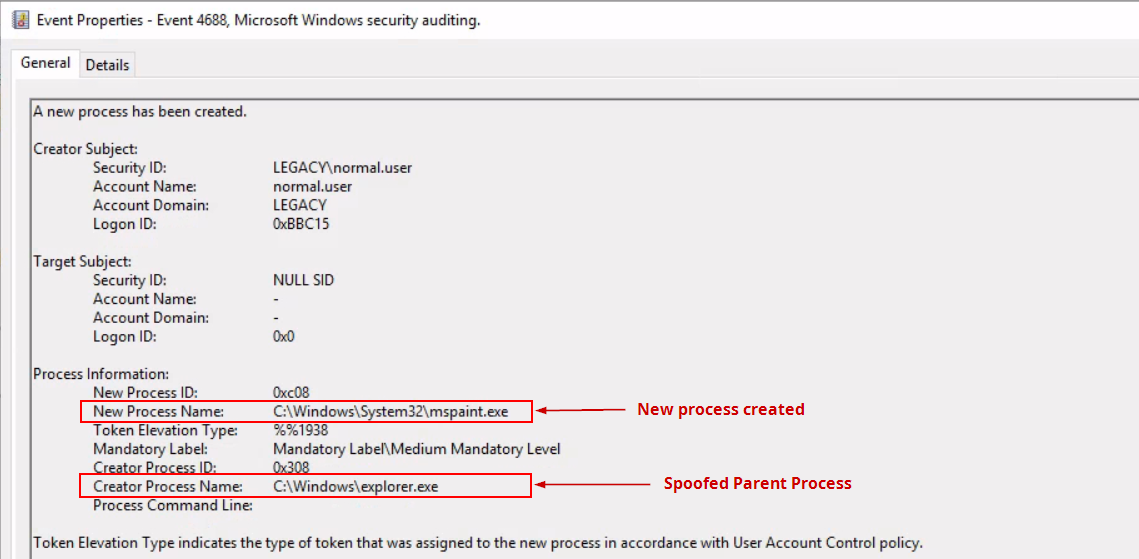 Event Properties - Event 4688, Microsoft Windows security auditing.
General Details
A new process has been created.
Creator Subject:
Security ID: LEGACY\normal.user
Account Name: normal.user
Account Domain: LEGACY
Logon ID: 0xBBC15
Target Subject:
Security ID: NULL SID
Account Name: -
Account Domain: -
Logon ID: 0x0
Process Information:
New Process ID: 0xc08
New Process Name: C:\Windows\System32\mspaint.exe New process created
Token Elevation Type: %%1938
Mandatory Label: Mandatory Label\Medium Mandatory Level
Creator Process ID: 0x308
Creator Process Name: C:\Windows\explorer.exe Spoofed Parent Process
Process Command Line:
Token Elevation Type indicates the type of token that was assigned to the new process in accordance with User Account Control policy.